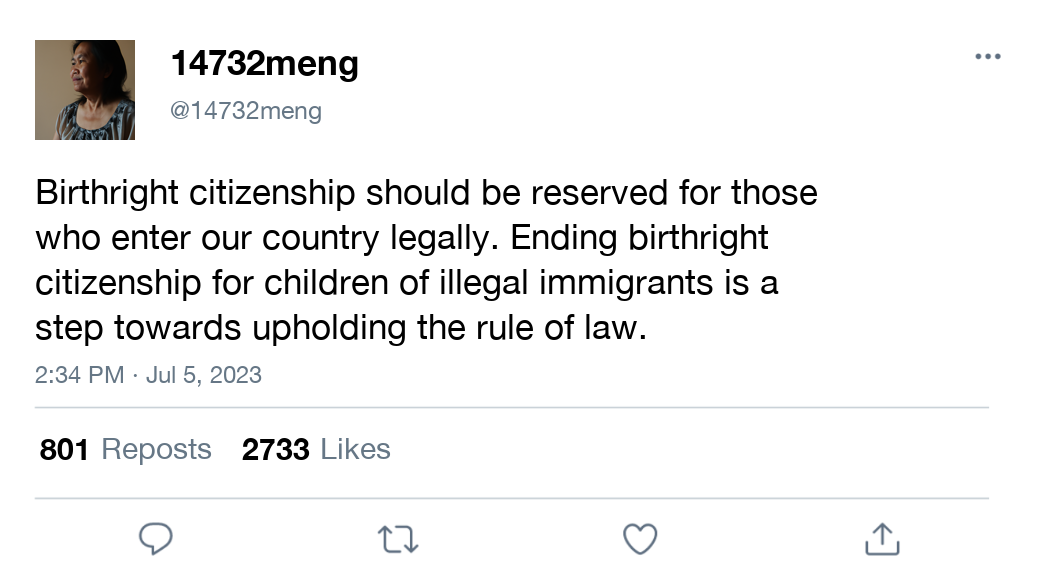 14732meng
@14732meng
Birthright citizenship should be reserved for those
who enter our country legally. Ending birthright
citizenship for children of illegal immigrants is a
step towards upholding the rule of law.
2:34 PM · Jul 5, 2023
801 Reposts 2733 Likes